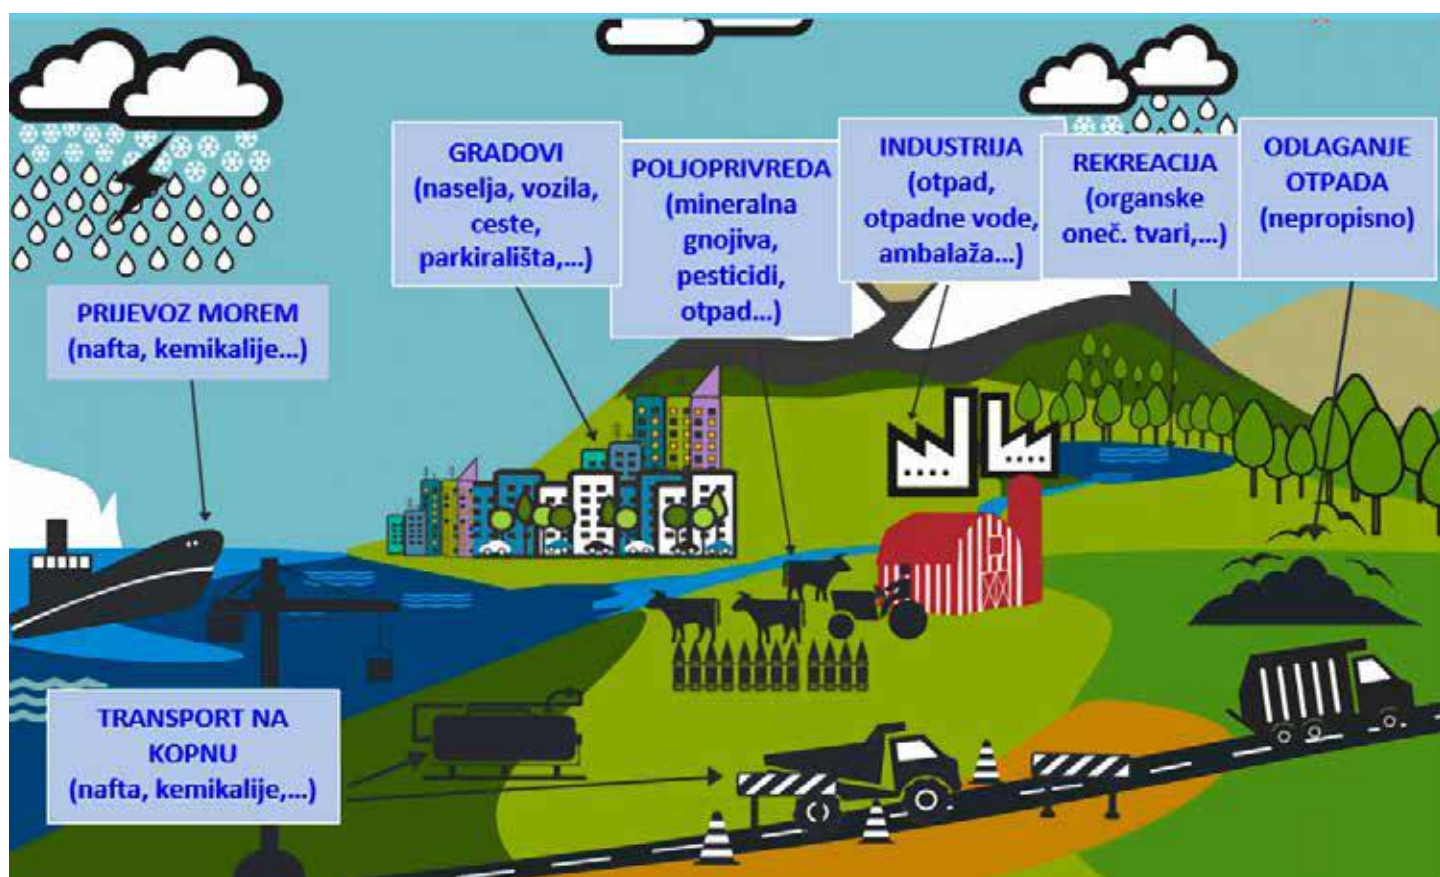 GRADOVI
(naselja, vozila,
ceste,
parkirališta,...)
POLJOPRIVREDA
(mineralna
gnojiva,
pesticidi,
otpad...)
INDUSTRIJA
(otpad,
otpadne vode,
ambalaža...)
REKREACIJA
(organske
oneč. tvari,...)
ODLAGANJE
OTPADA
(nepropisno)
PRIJEVOZ MOREM
(nafta, kemikalije...)
TRANSPORT NA
KOPNU
(nafta, kemikalije,...)